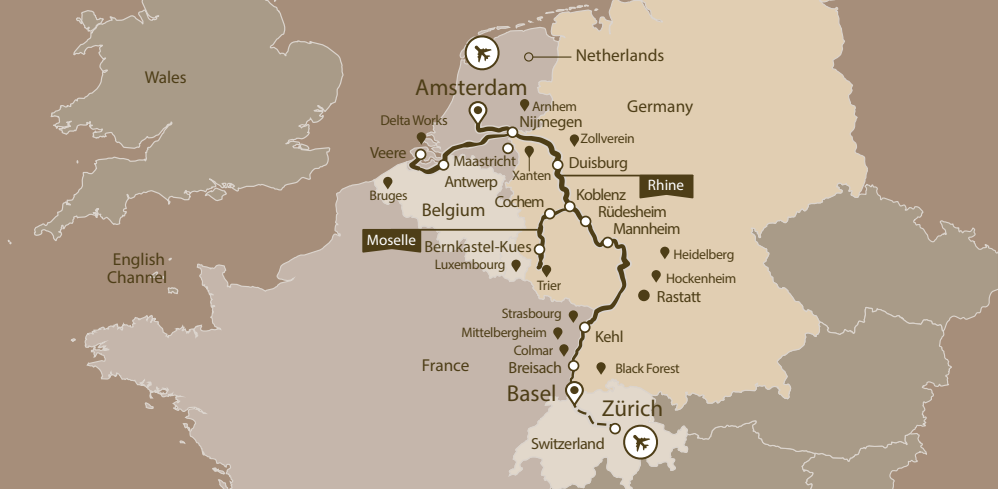 Netherlands
Wales
Amsterdam
Arnhem
Germany
Delta Works
Nijmegen
Zollverein
Veere
Maastricht
Duisburg
Xanten
Antwerp
Rhine
Bruges
Cochem
Koblenz
Belgium
Rüdesheim
Mannheim
Moselle
Bernkastel-Kues
Heidelberg
English
Channel
Luxembourg
Hockenheim
Trier
Rastatt
Strasbourg
Mittelbergheim
Kehl
Colmar
France
Breisach
Black Forest
Basel
Zürich
Switzerland